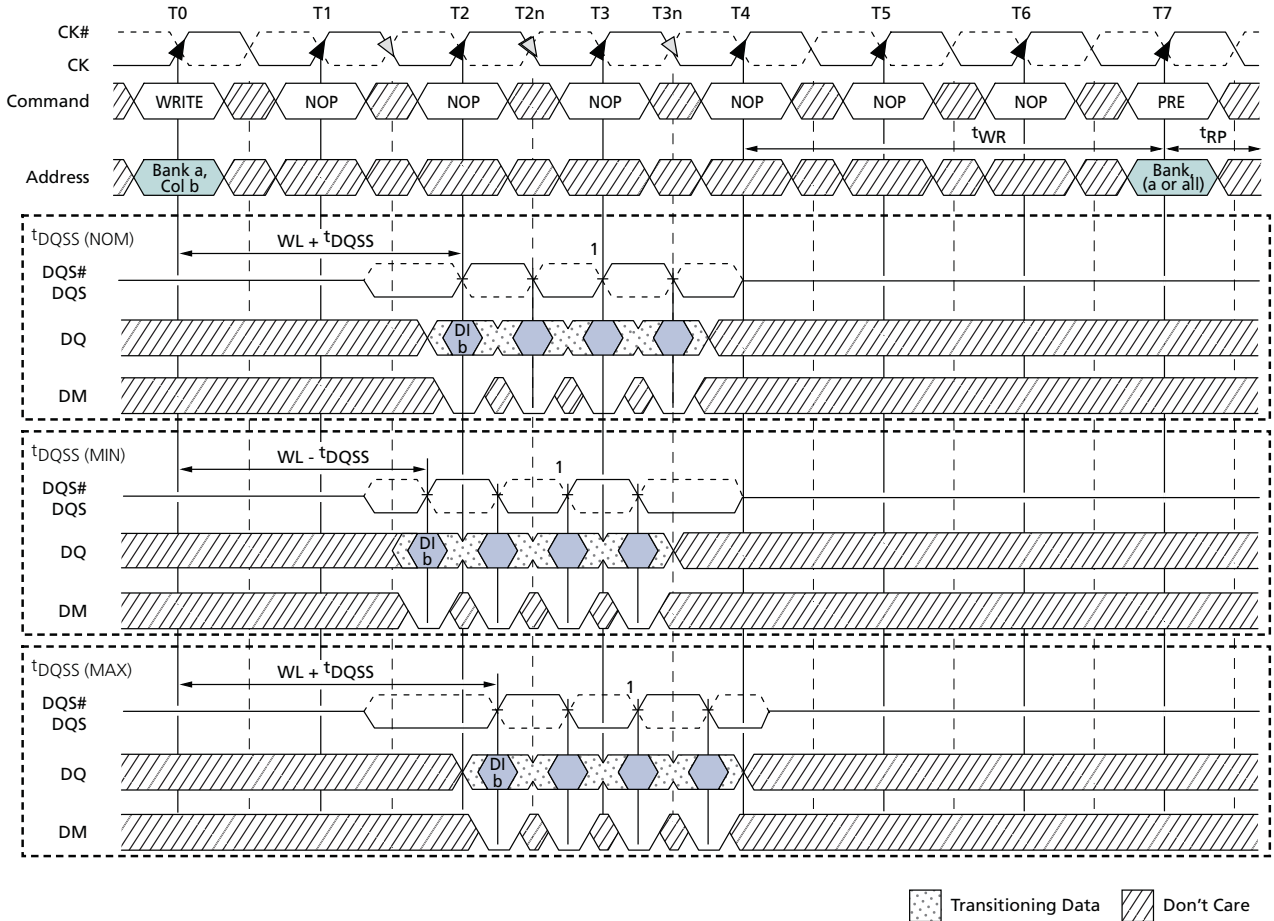 T0 T1 T2 T2n T3 T3n T4 T5 T6 T7
CK#
CK
Command WRITE NOP NOP NOP NOP NOP NOP PRE
tWR tRP
Address Bank a, Col b Bank, (a or all)
tDQSS (NOM)
WL + tDQSS
1
DQS#
DQS
DQ DI b
DM
tDQSS (MIN)
WL - tDQSS
1
DQS#
DQS
DQ DI b
DM
tDQSS (MAX)
WL + tDQSS
1
DQS#
DQS
DQ DI b
DM
Transitioning Data Don't Care